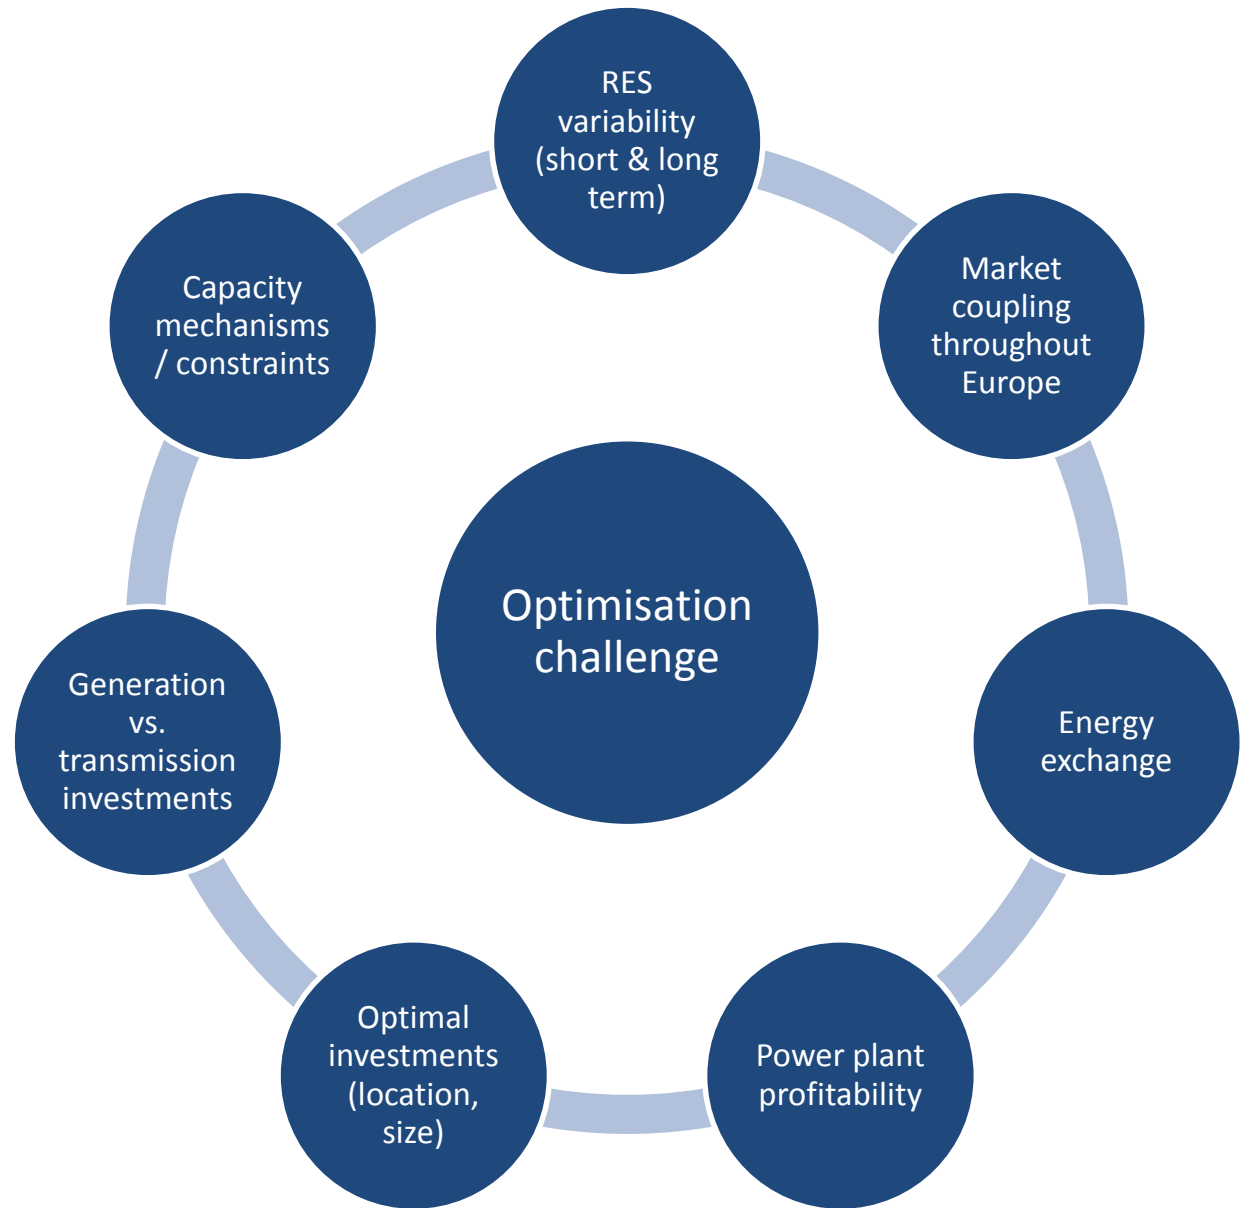 RES
variability
(short & long
term)
Market
coupling
throughout
Europe
Energy
exchange
Power plant
profitability
Optimal
investments
(location,
size)
Generation
vs.
transmission
investments
Capacity
mechanisms
/ constraints
Optimisation
challenge